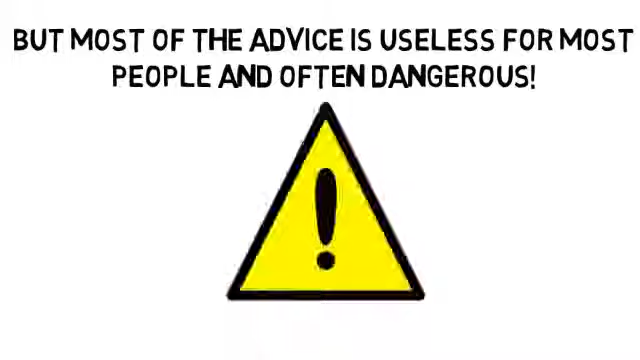 BUT MOST OF THE ADVICE IS USELESS FOR MOST
PEOPLE AND OFTEN DANGEROUS!
!